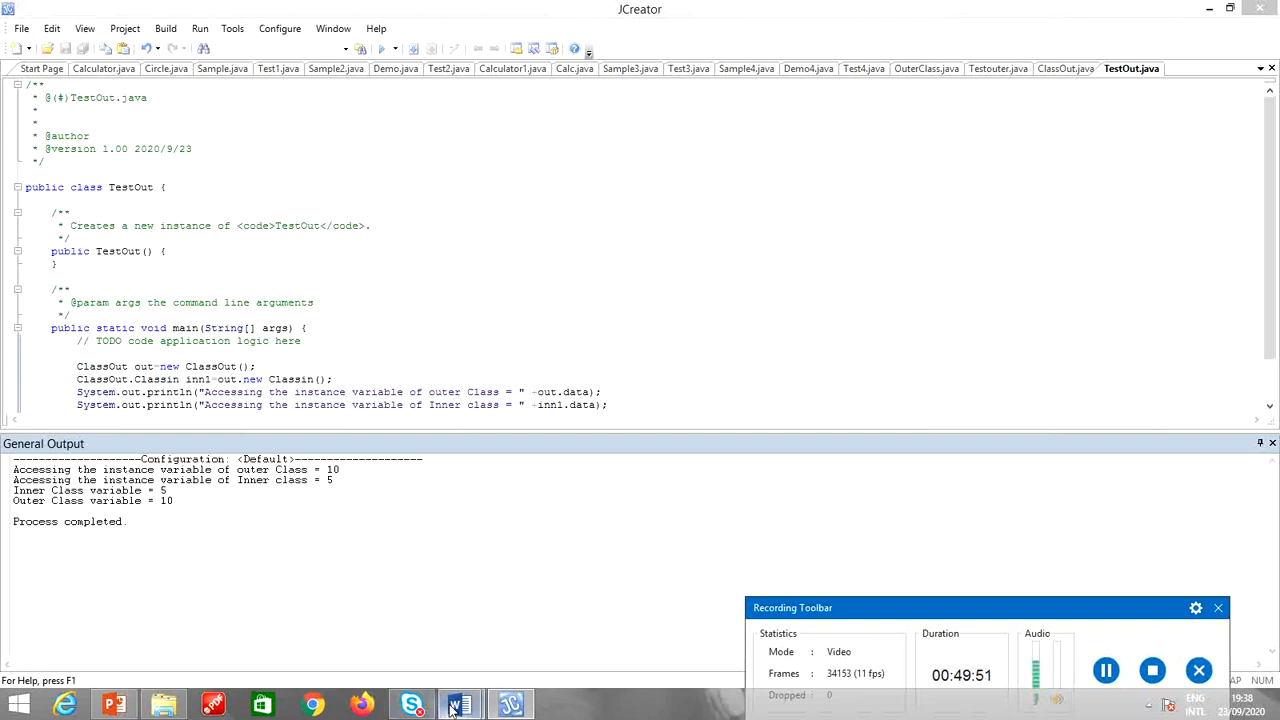 JCreator
File Edit View Project Build Run Tools Configure Window Help
Start Page Calculator.java Circle.java Sample.java Test1.java Sample2.java Demo.java Test2.java Calculator1.java Calc.java Sample3.java Test3.java Sample4.java Demo4.java Test4.java OuterClass.java Testouter.java ClassOut.java TestOut.java
/**
* @(#)TestOut.java
*
*
* @author
* @version 1.00 2020/9/23
*/
public class TestOut {
/**
* Creates a new instance of <code>TestOut</code>.
*/
public TestOut() {
}
/**
* @param args the command line arguments
*/
public static void main(String[] args) {
// TODO code application logic here
ClassOut out=new ClassOut();
ClassOut.Classin inn1=out.new Classin();
System.out.println("Accessing the instance variable of outer Class = " +out.data);
System.out.println("Accessing the instance variable of Inner class = " +inn1.data);
General Output
--------------------Configuration: <Default>--------------------
Accessing the instance variable of outer Class = 10
Accessing the instance variable of Inner class = 5
Inner Class variable = 5
Outer Class variable = 10
Process completed.
Recording Toolbar
Statistics Duration Audio
Mode : Video
Frames : 34153 (11 fps) 00:49:51
Dropped : 0
For Help, press F1 AP NUM
ENG 19:38
INTL 23/09/2020